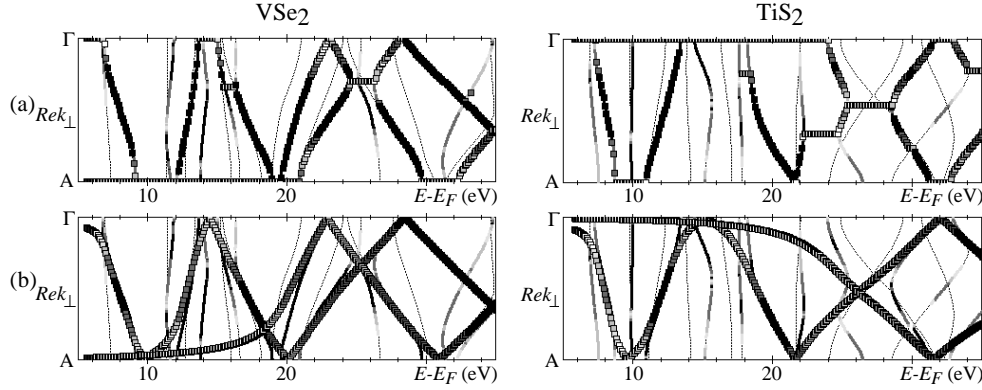 VSe2 TiS2
Γ Γ
(a) Rek⊥ Rek⊥
A A
10 20 E-EF (eV) 10 20 E-EF (eV)
Γ Γ
(b) Rek⊥ Rek⊥
A A
10 20 E-EF (eV) 10 20 E-EF (eV)